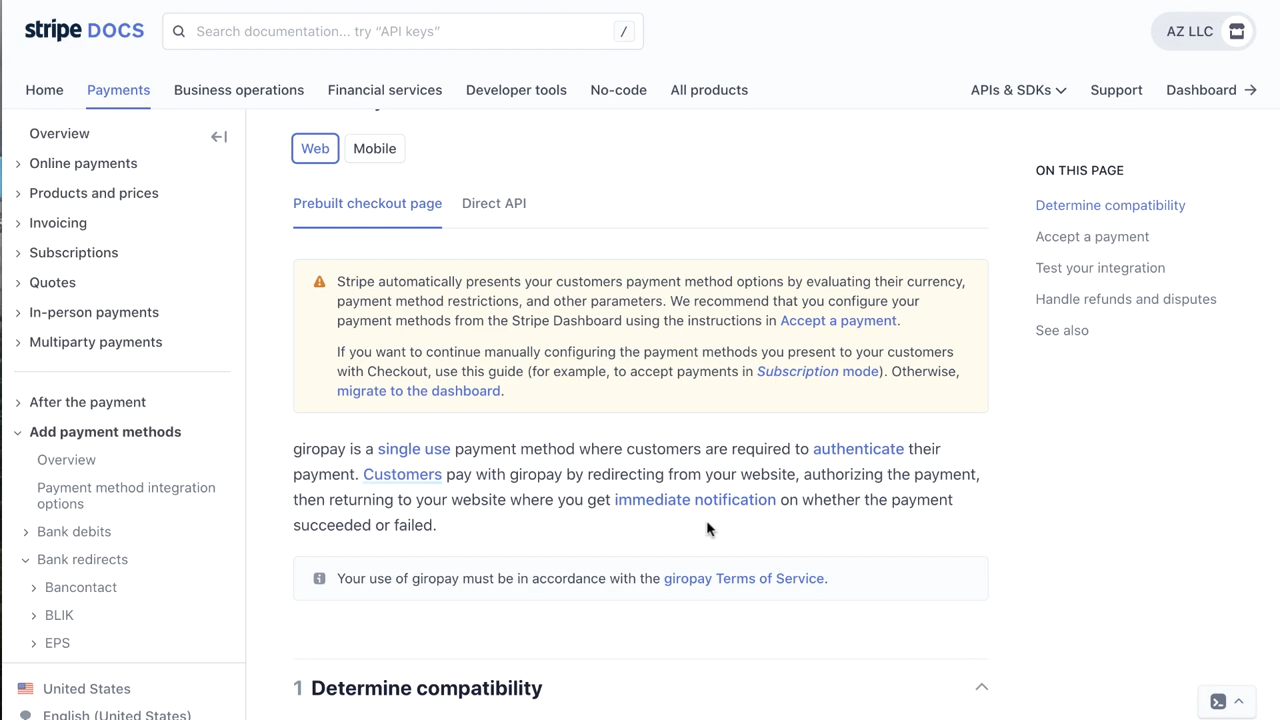 stripe DOCS
Search documentation... try “API keys”
/
AZ LLC
Home
Payments
Business operations
Financial services
Developer tools
No-code
All products
APIs & SDKs
Support
Dashboard
Overview
Online payments
Products and prices
Invoicing
Subscriptions
Quotes
In-person payments
Multiparty payments
After the payment
Add payment methods
Overview
Payment method integration
options
Bank debits
Bank redirects
Bancontact
BLIK
EPS
United States
English (United States)
Web
Mobile
Prebuilt checkout page
Direct API
Stripe automatically presents your customers payment method options by evaluating their currency,
payment method restrictions, and other parameters. We recommend that you configure your
payment methods from the Stripe Dashboard using the instructions in Accept a payment.
If you want to continue manually configuring the payment methods you present to your customers
with Checkout, use this guide (for example, to accept payments in Subscription mode). Otherwise,
migrate to the dashboard.
giropay is a single use payment method where customers are required to authenticate their
payment. Customers pay with giropay by redirecting from your website, authorizing the payment,
then returning to your website where you get immediate notification on whether the payment
succeeded or failed.
Your use of giropay must be in accordance with the giropay Terms of Service.
1 Determine compatibility
ON THIS PAGE
Determine compatibility
Accept a payment
Test your integration
Handle refunds and disputes
See also